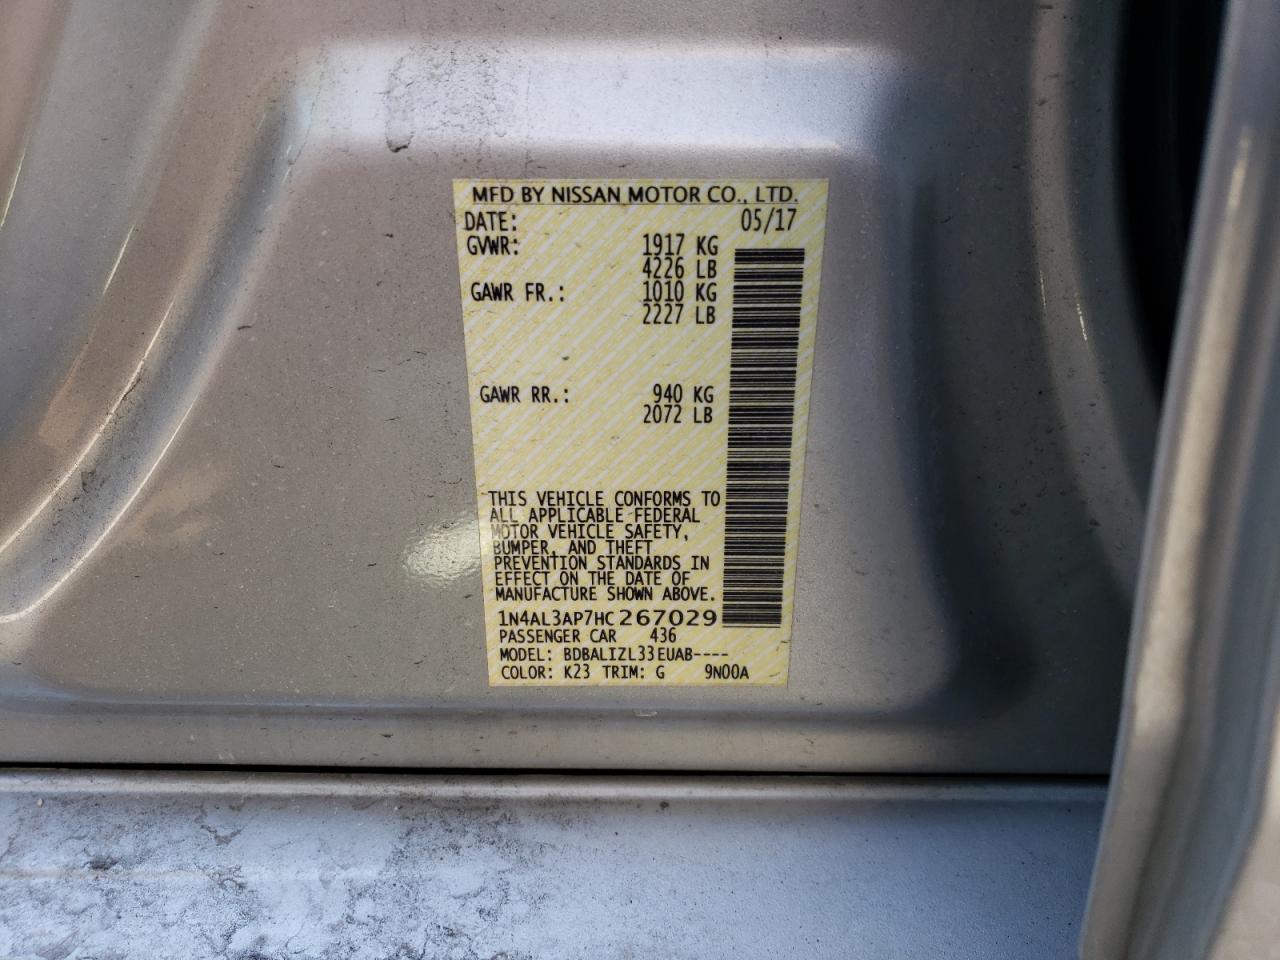 MFD BY NISSAN MOTOR CO., LTD.
DATE: 05/17
GVWR: 1917 KG
4226 LB
GAWR FR.: 1010 KG
2227 LB
GAWR RR.: 940 KG
2072 LB
THIS VEHICLE CONFORMS TO
ALL APPLICABLE FEDERAL
MOTOR VEHICLE SAFETY,
BUMPER, AND THEFT
PREVENTION STANDARDS IN
EFFECT ON THE DATE OF
MANUFACTURE SHOWN ABOVE.
1N4AL3AP7HC267029
PASSENGER CAR 436
MODEL: BDBALIZL33EUAB----
COLOR: K23 TRIM: G 9N00A